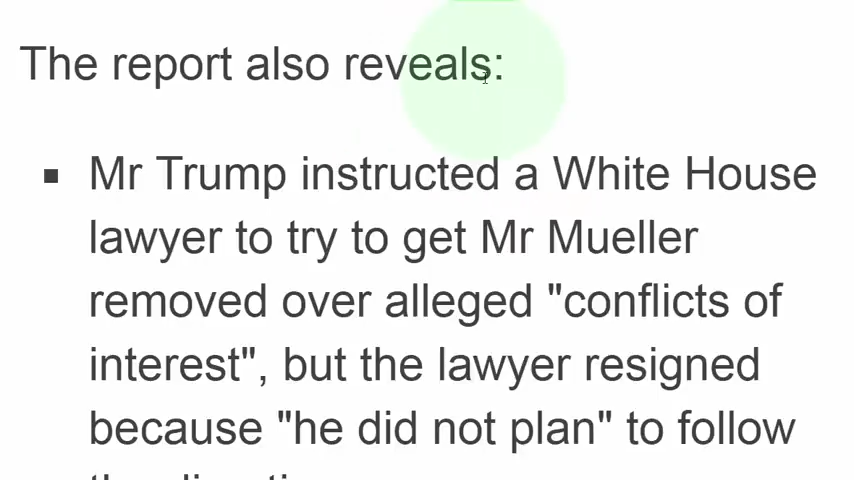 The report also reveals:
▪ Mr Trump instructed a White House
lawyer to try to get Mr Mueller
removed over alleged "conflicts of
interest", but the lawyer resigned
because "he did not plan" to follow